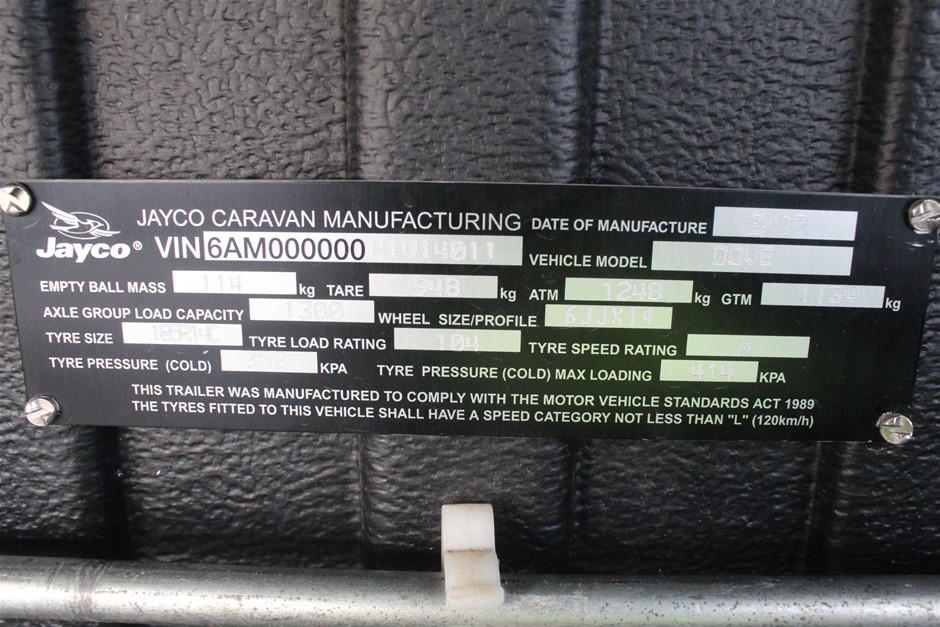 JAYCO CARAVAN MANUFACTURING DATE OF MANUFACTURE 2/17
Jayco® VIN 6AM000000H1V14011 VEHICLE MODEL DOVE
EMPTY BALL MASS 114 kg TARE 948 kg ATM 1248 kg GTM 1134 kg
AXLE GROUP LOAD CAPACITY 1300 WHEEL SIZE/PROFILE 6JJX14
TYRE SIZE 185R14C TYRE LOAD RATING 104 TYRE SPEED RATING N
TYRE PRESSURE (COLD) KPA TYRE PRESSURE (COLD) MAX LOADING 414 KPA
THIS TRAILER WAS MANUFACTURED TO COMPLY WITH THE MOTOR VEHICLE STANDARDS ACT 1989
THE TYRES FITTED TO THIS VEHICLE SHALL HAVE A SPEED CATEGORY NOT LESS THAN "L" (120km/h)